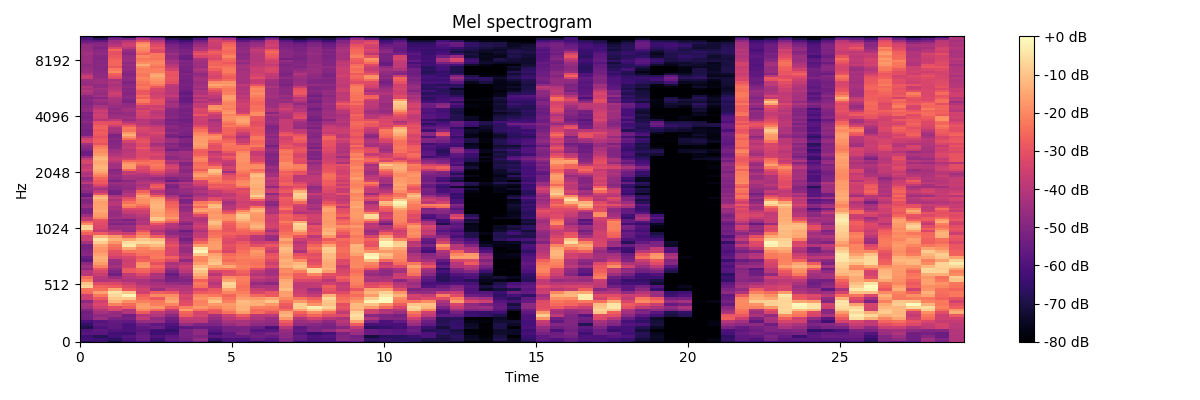 Mel spectrogram
Hz
8192
4096
2048
1024
512
0
0 5 10 15 20 25
Time
+0 dB
-10 dB
-20 dB
-30 dB
-40 dB
-50 dB
-60 dB
-70 dB
-80 dB